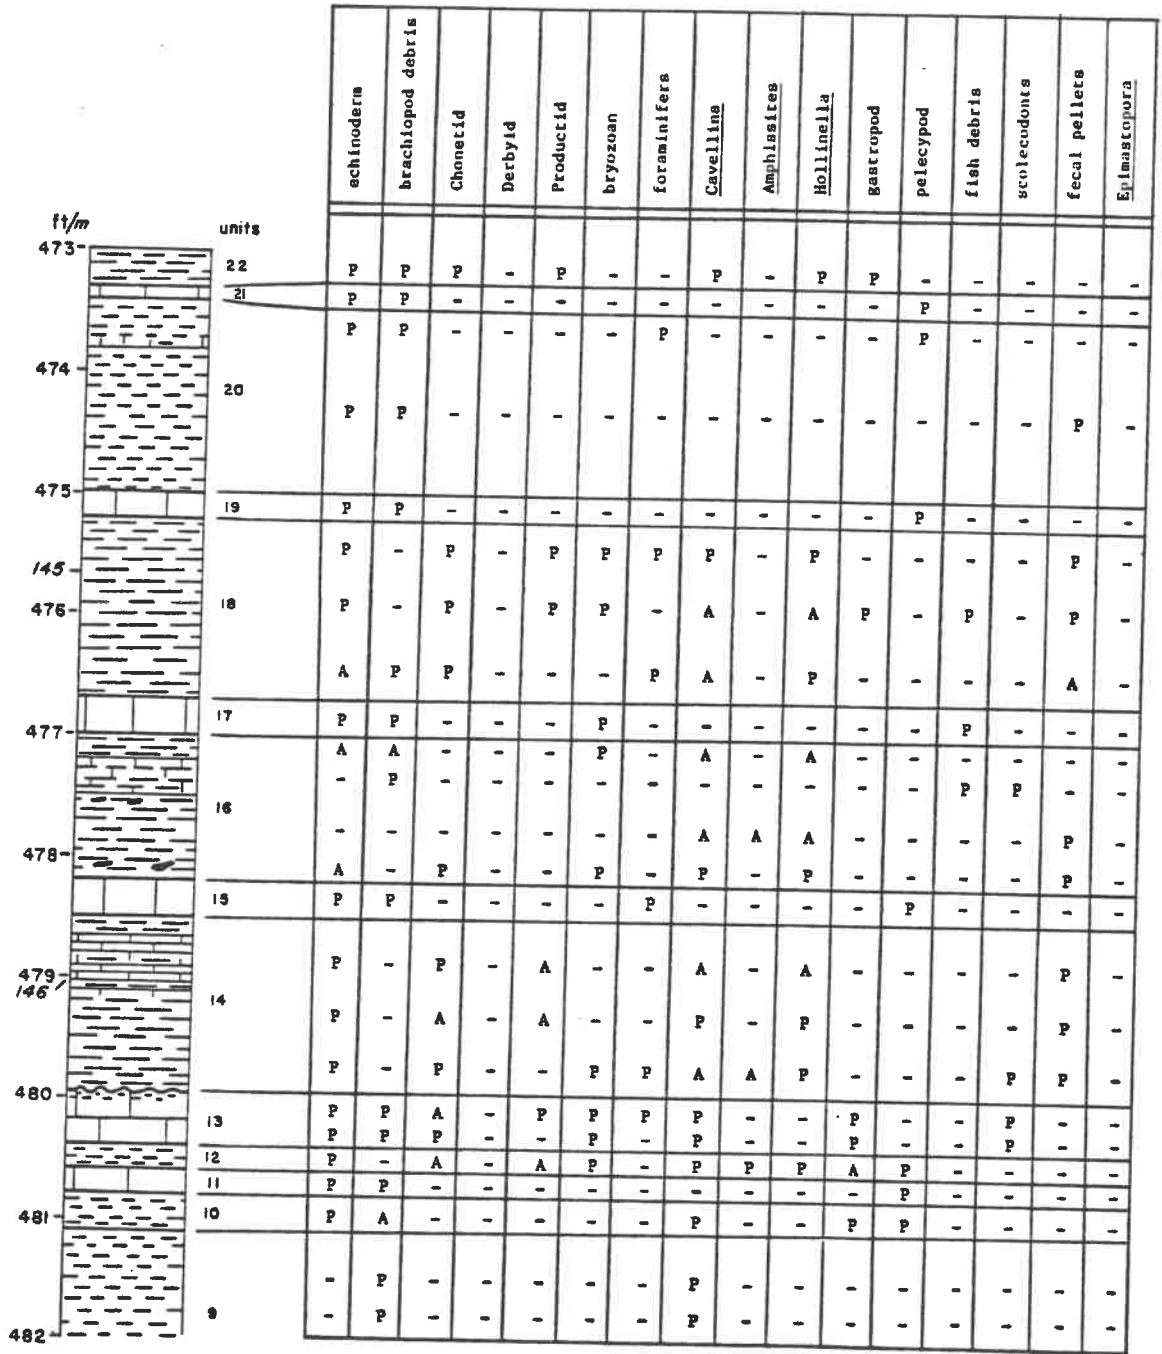 echinoderm
brachiopod debris
Chonetid
Derbyid
Productid
bryozoan
foraminifers
Cavellina
Amphissites
Hollinella
gastropod
pelecypod
fish debris
scolecodonts
fecal pellets
Epimastopora
ft/m units
473
22 P P P - P - - P - P P - - - - -
21 P P - - - - - - - - - P - - - -
P P - - - - P - - - - P - - - -
474
20
P P - - - - - - - - - - - - P -
475
19 P P - - - - - - - - - P - - - -
P - P - P P P P - P - - - - P -
145
476 18 P - P - P P - A - A P - P - P -
A P P - - - P A - P - - - - A -
17 P P - - - P - - - - - - P - - -
477
A A - - - P - A - A - - - - - -
- P - - - - - - - - - - P P - -
16
- - - - - - - A A A - - - - P -
478
A - P - - P - P - P - - - - P -
15 P P - - - - P - - - - P - - - -
P - P - A - - A - A - - - - P -
479
146
14
P - A - A - - P - P - - - - P -
P - P - - P P A A P - - - P P -
480
P P A - P P P P - - P - - P - -
13
P P P - - P - P - - P - - P - -
12 P - A - A P - P P P A P - - - -
11 P P - - - - - - - - - P - - - -
481 10 P A - - - - - P - - P P - - - -
- P - - - - - P - - - - - - - -
9 - P - - - - - P - - - - - - - -
482